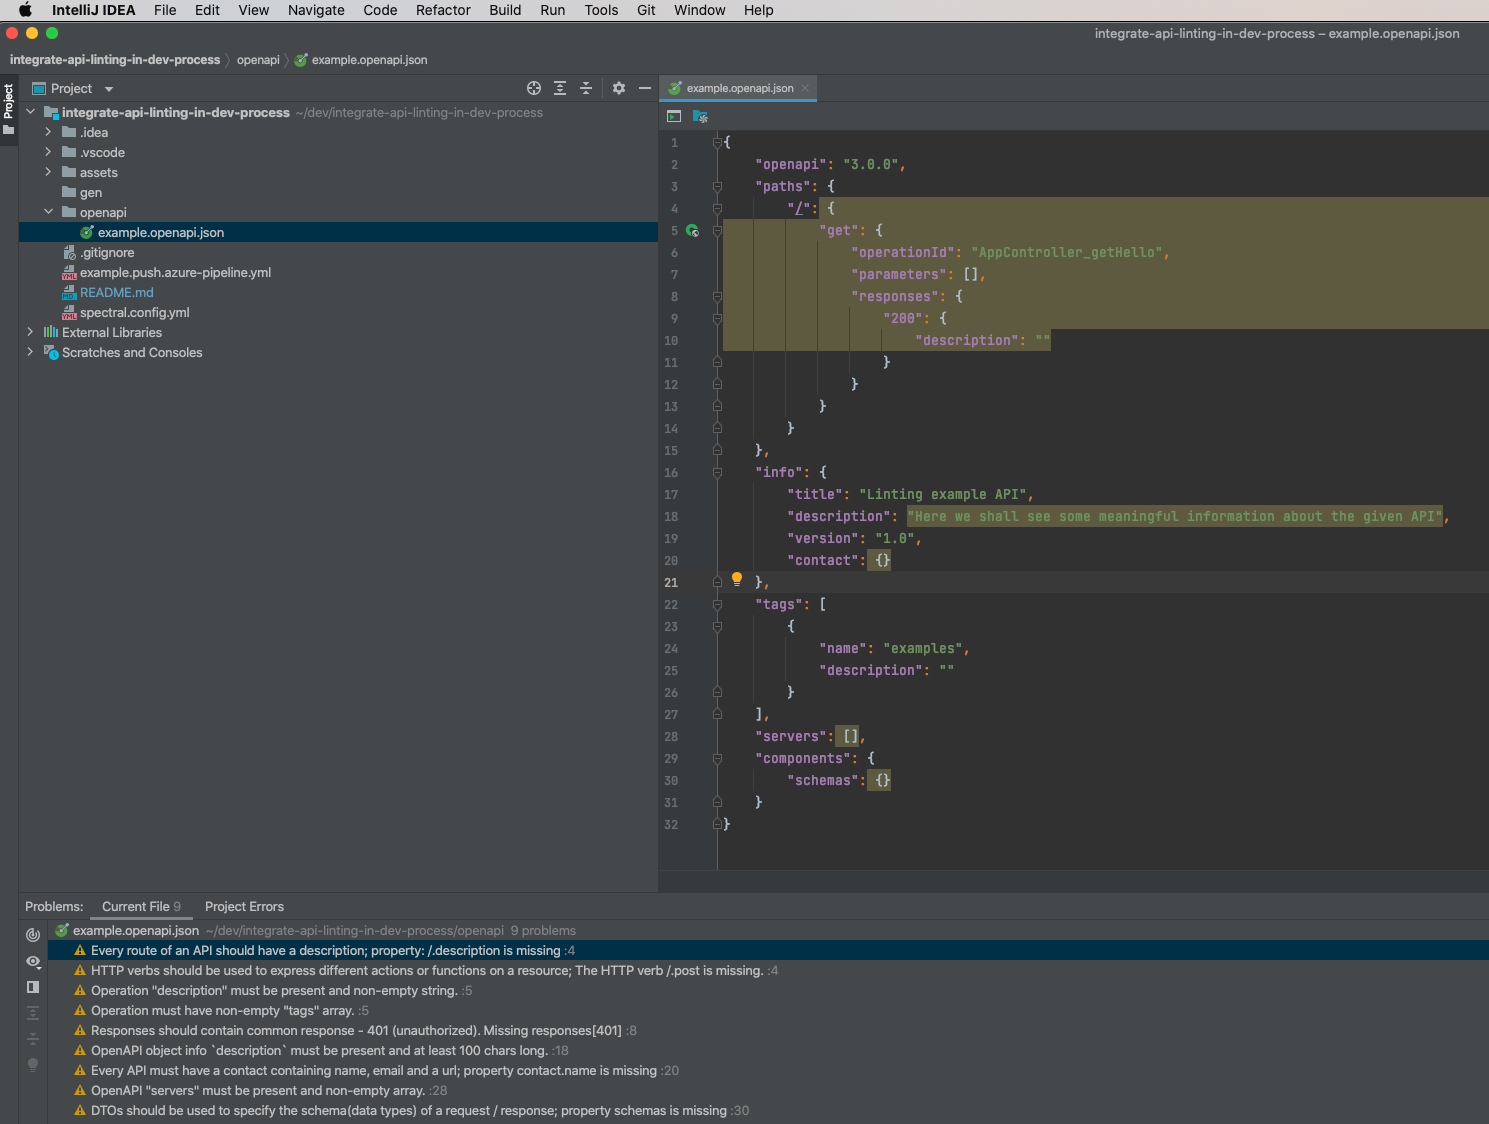 IntelliJ IDEA File Edit View Navigate Code Refactor Build Run Tools Git Window Help
integrate-api-linting-in-dev-process – example.openapi.json
integrate-api-linting-in-dev-process openapi example.openapi.json
Project
Project
example.openapi.json
integrate-api-linting-in-dev-process ~/dev/integrate-api-linting-in-dev-process
.idea
.vscode
assets
gen
openapi
example.openapi.json
.gitignore
example.push.azure-pipeline.yml
README.md
spectral.config.yml
External Libraries
Scratches and Consoles
1 {
2 "openapi": "3.0.0",
3 "paths": {
4 "/": {
5 "get": {
6 "operationId": "AppController_getHello",
7 "parameters": [],
8 "responses": {
9 "200": {
10 "description": ""
11 }
12 }
13 }
14 }
15 },
16 "info": {
17 "title": "Linting example API",
18 "description": "Here we shall see some meaningful information about the given API",
19 "version": "1.0",
20 "contact": {}
21 },
22 "tags": [
23 {
24 "name": "examples",
25 "description": ""
26 }
27 ],
28 "servers": [],
29 "components": {
30 "schemas": {}
31 }
32 }
Problems: Current File 9 Project Errors
example.openapi.json ~/dev/integrate-api-linting-in-dev-process/openapi 9 problems
Every route of an API should have a description; property: /.description is missing :4
HTTP verbs should be used to express different actions or functions on a resource; The HTTP verb /.post is missing. :4
Operation "description" must be present and non-empty string. :5
Operation must have non-empty "tags" array. :5
Responses should contain common response - 401 (unauthorized). Missing responses[401] :8
OpenAPI object info `description` must be present and at least 100 chars long. :18
Every API must have a contact containing name, email and a url; property contact.name is missing :20
OpenAPI "servers" must be present and non-empty array. :28
DTOs should be used to specify the schema(data types) of a request / response; property schemas is missing :30